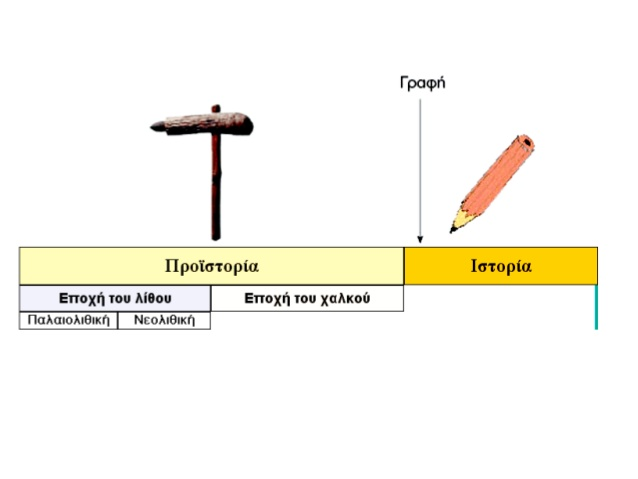 Γραφή
Προϊστορία Ιστορία
Εποχή του λίθου Εποχή του χαλκού
Παλαιολιθική Νεολιθική